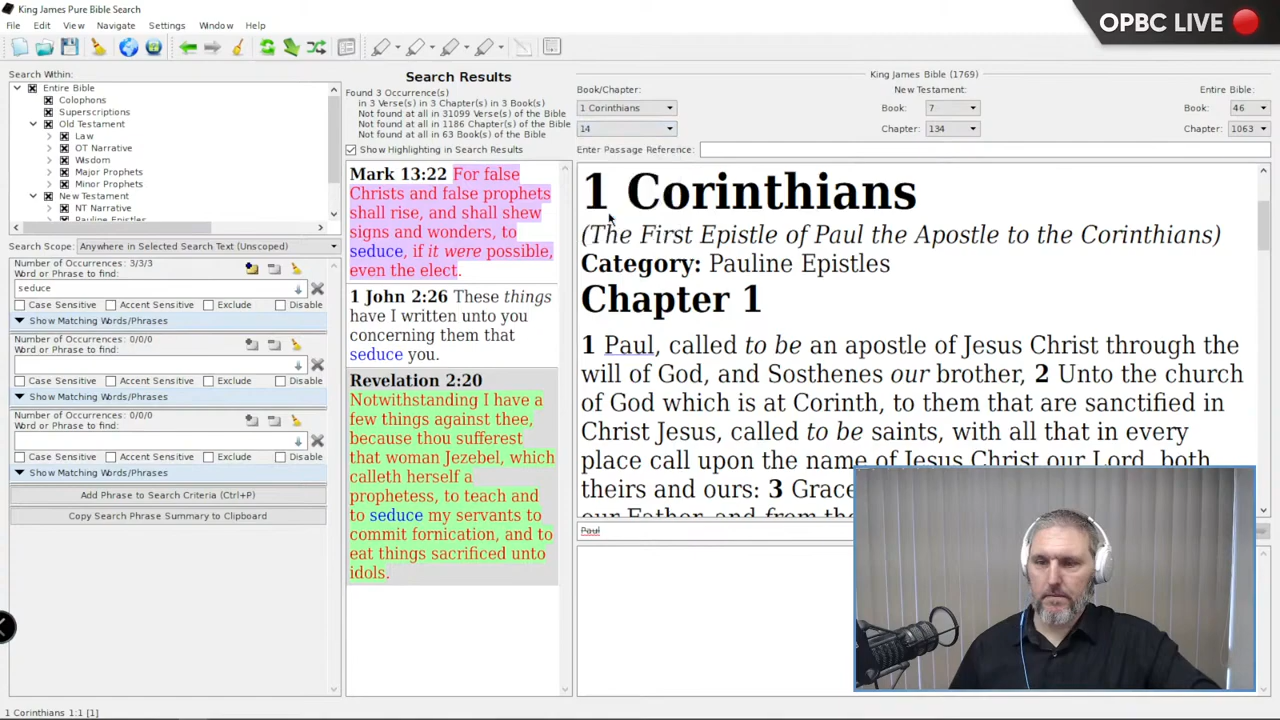 King James Pure Bible Search
OPBC LIVE
File Edit View Navigate Settings Window Help
Search Within:
Entire Bible
Colophons
Superscriptions
Old Testament
Law
OT Narrative
Wisdom
Major Prophets
Minor Prophets
New Testament
NT Narrative
Pauline Epistles
Search Scope: Anywhere in Selected Search Text (Unscoped)
Number of Occurrences: 3/3/3
Word or Phrase to find:
seduce
Case Sensitive Accent Sensitive Exclude Disable
Show Matching Words/Phrases
Number of Occurrences: 0/0/0
Word or Phrase to find:
Case Sensitive Accent Sensitive Exclude Disable
Show Matching Words/Phrases
Number of Occurrences: 0/0/0
Word or Phrase to find:
Case Sensitive Accent Sensitive Exclude Disable
Show Matching Words/Phrases
Add Phrase to Search Criteria (Ctrl+P)
Copy Search Phrase Summary to Clipboard
Search Results
Found 3 Occurrence(s)
in 3 Verse(s) in 3 Chapter(s) in 3 Book(s)
Not found at all in 31099 Verse(s) of the Bible
Not found at all in 1186 Chapter(s) of the Bible
Not found at all in 63 Book(s) of the Bible
Show Highlighting in Search Results
Mark 13:22 For false
Christs and false prophets
shall rise, and shall shew
signs and wonders, to
seduce, if it were possible,
even the elect.
1 John 2:26 These things
have I written unto you
concerning them that
seduce you.
Revelation 2:20
Notwithstanding I have a
few things against thee,
because thou sufferest
that woman Jezebel, which
calleth herself a
prophetess, to teach and
to seduce my servants to
commit fornication, and to
eat things sacrificed unto
idols.
King James Bible (1769)
Book/Chapter: New Testament: Entire Bible:
1 Corinthians Book: 7 Book: 46
14 Chapter: 134 Chapter: 1063
Enter Passage Reference:
1 Corinthians
(The First Epistle of Paul the Apostle to the Corinthians)
Category: Pauline Epistles
Chapter 1
1 Paul, called to be an apostle of Jesus Christ through the
will of God, and Sosthenes our brother, 2 Unto the church
of God which is at Corinth, to them that are sanctified in
Christ Jesus, called to be saints, with all that in every
place call upon the name of Jesus Christ our Lord, both
theirs and ours: 3 Grace
our Father, and from the
Paul
1 Corinthians 1:1 [1]